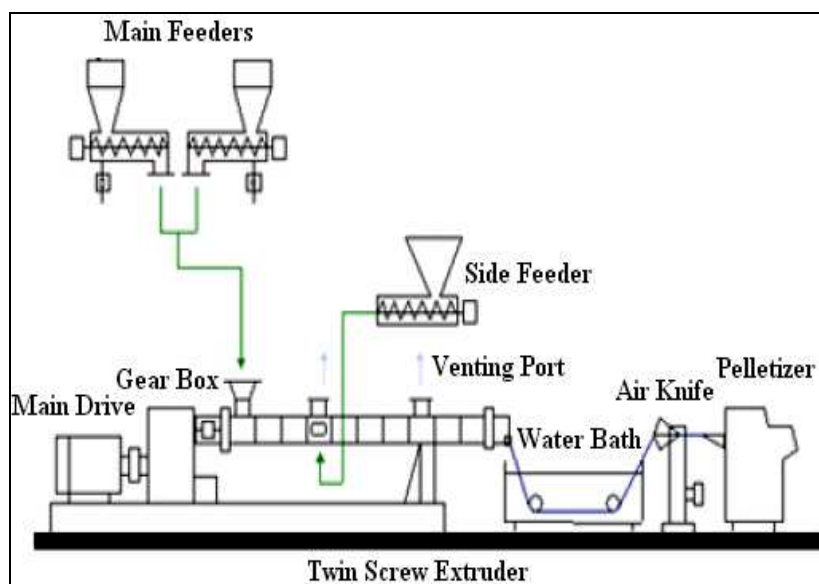 Main Feeders
Side Feeder
Venting Port
Gear Box
Main Drive
Pelletizer
Air Knife
Water Bath
Twin Screw Extruder